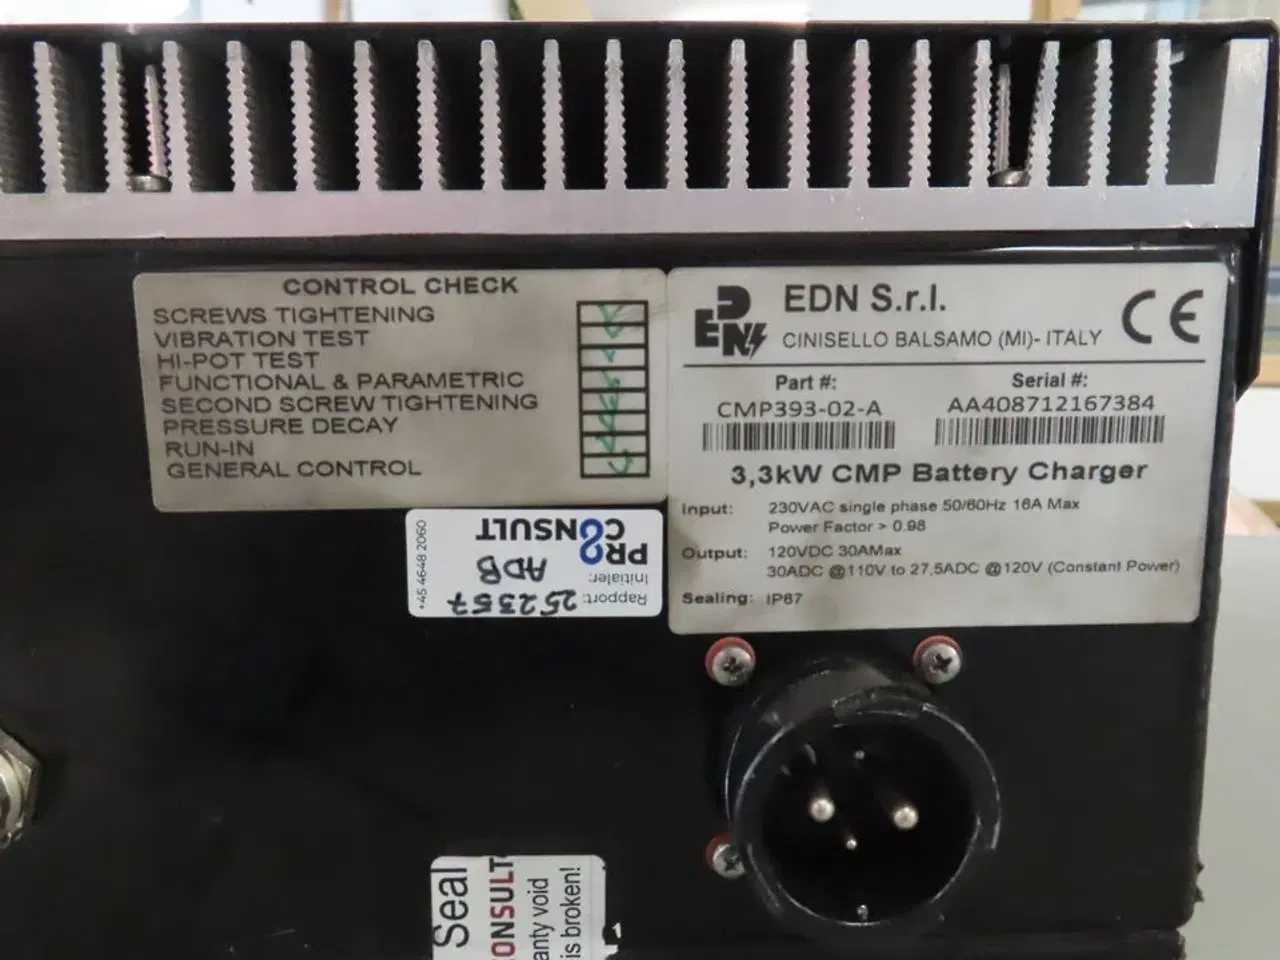 CONTROL CHECK
SCREWS TIGHTENING
VIBRATION TEST
HI-POT TEST
FUNCTIONAL & PARAMETRIC
SECOND SCREW TIGHTENING
PRESSURE DECAY
RUN-IN
GENERAL CONTROL
EDN
EDN S.r.l.
CINISELLO BALSAMO (MI)- ITALY
CE
Part #: Serial #:
CMP393-02-A AA408712167384
3,3kW CMP Battery Charger
Input: 230VAC single phase 50/60Hz 16A Max
Power Factor > 0.98
Output: 120VDC 30AMax
30ADC @110V to 27,5ADC @120V (Constant Power)
Sealing: IP67
PROCONSULT
Initialer: ADB
Rapport: 252357
+45 4648 2060
Seal
ONSULT
anty void
is broken!